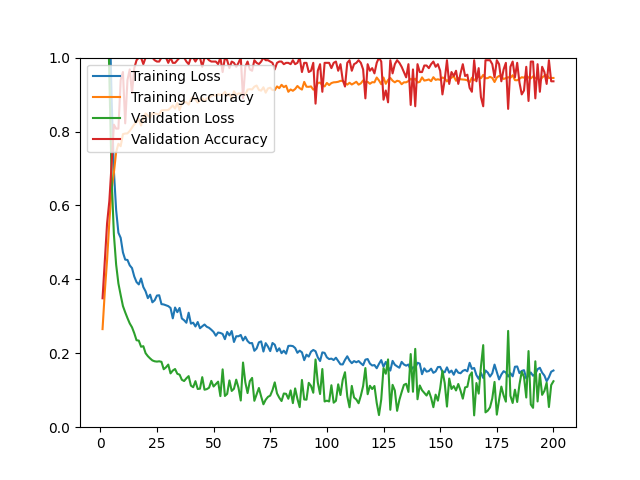 1.0
0.8
0.6
0.4
0.2
0.0
Training Loss
Training Accuracy
Validation Loss
Validation Accuracy
0 25 50 75 100 125 150 175 200